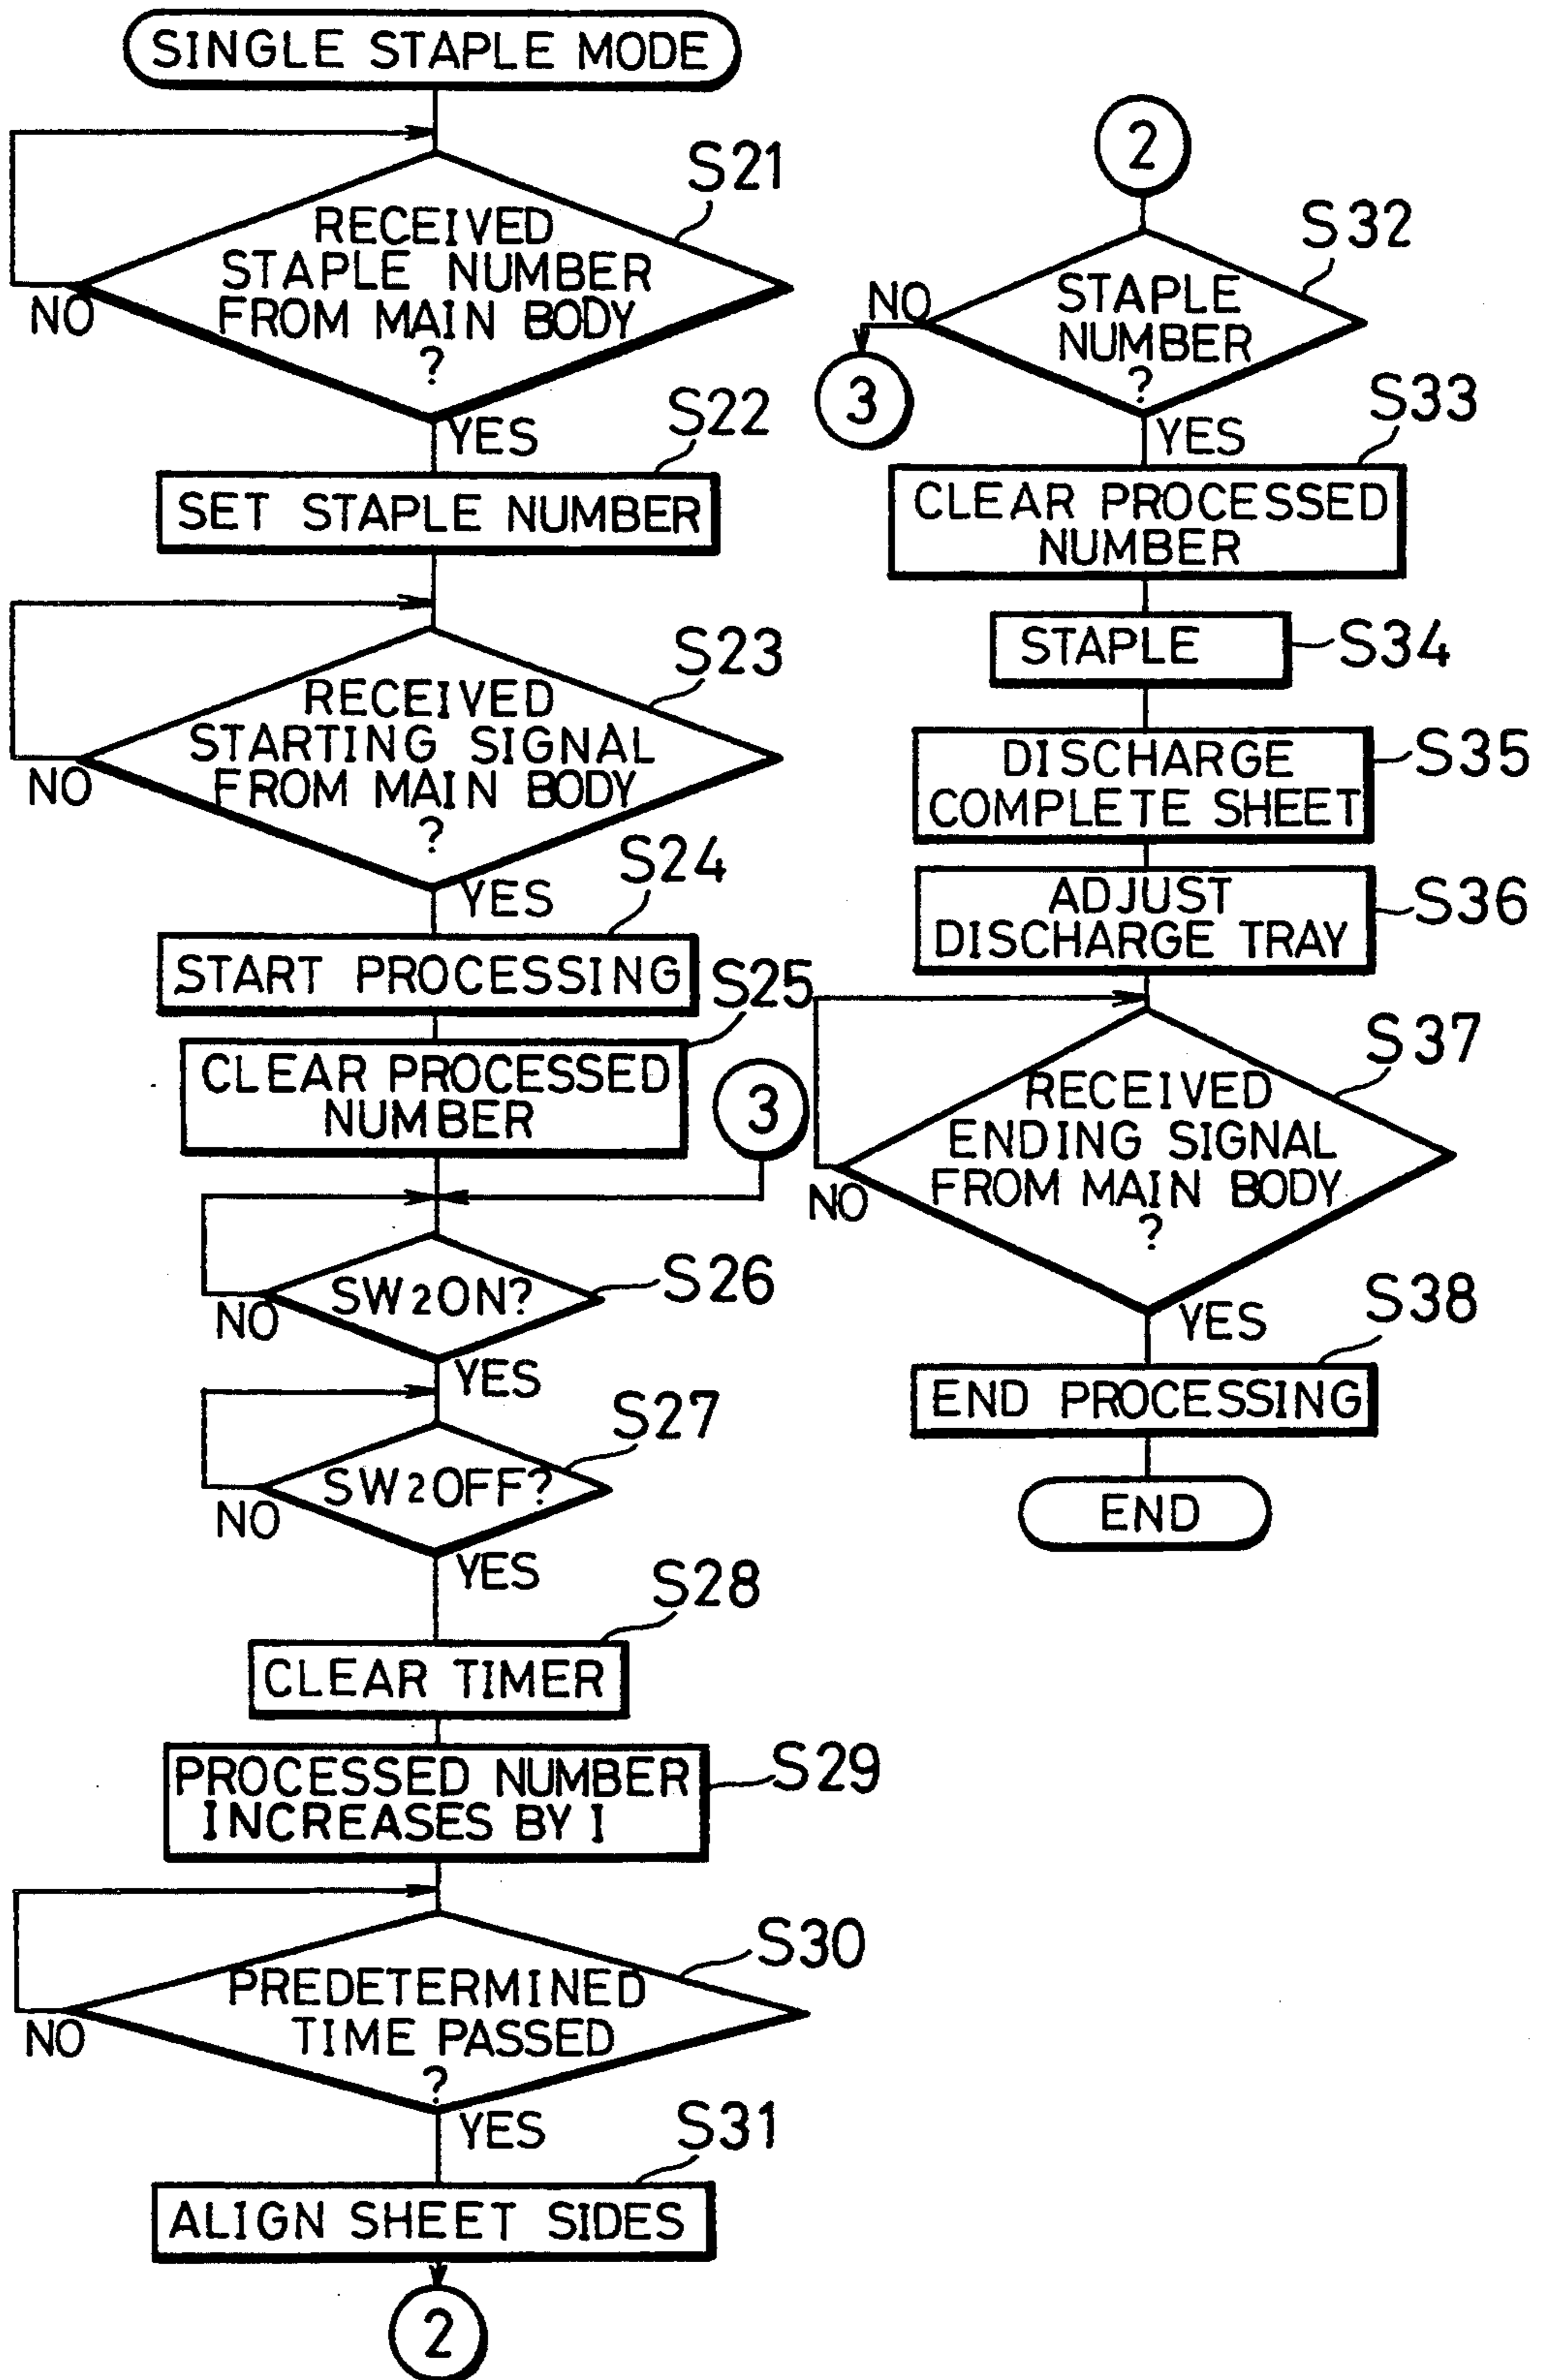 SINGLE STAPLE MODE
S21
RECEIVED
STAPLE NUMBER
FROM MAIN BODY
?
NO
YES
S22
SET STAPLE NUMBER
S23
RECEIVED
STARTING SIGNAL
FROM MAIN BODY
?
NO
YES
S24
START PROCESSING
S25
CLEAR PROCESSED
NUMBER
3
S26
SW2ON?
NO
YES
S27
SW2OFF?
NO
YES
S28
CLEAR TIMER
PROCESSED NUMBER
INCREASES BY 1
S29
S30
PREDETERMINED
TIME PASSED
?
NO
YES
S31
ALIGN SHEET SIDES
2
2
S32
STAPLE
NUMBER
?
NO
3
YES
S33
CLEAR PROCESSED
NUMBER
STAPLE
S34
DISCHARGE
COMPLETE SHEET
S35
ADJUST
DISCHARGE TRAY
S36
S37
RECEIVED
ENDING SIGNAL
FROM MAIN BODY
?
NO
YES
S38
END PROCESSING
END